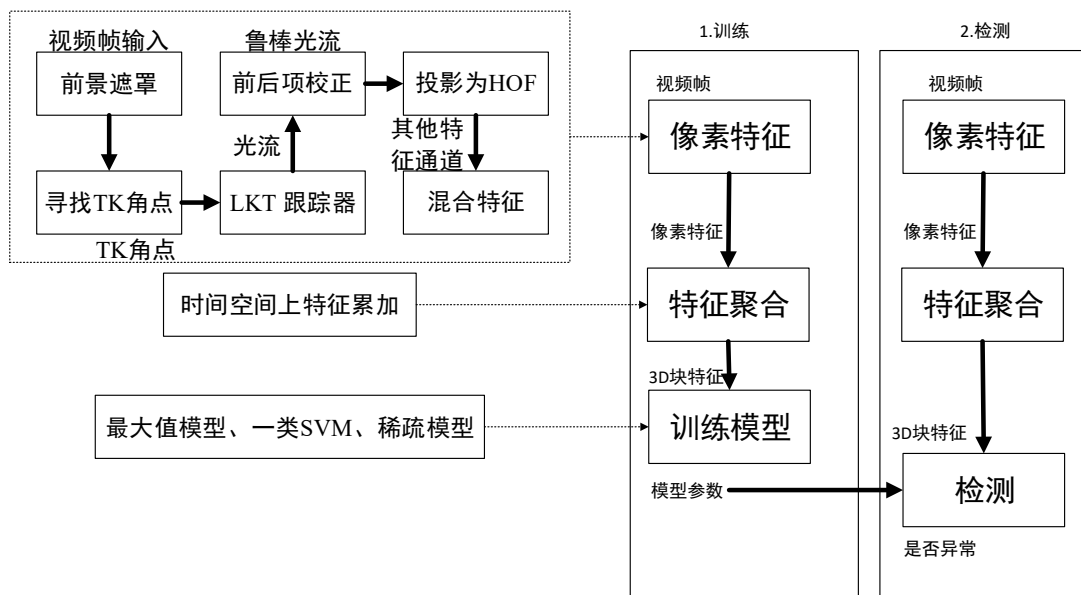 视频帧输入
前景遮罩
寻找TK角点
TK角点
LKT 跟踪器
光流
鲁棒光流
前后项校正
投影为HOF
其他特
征通道
混合特征
时间空间上特征累加
最大值模型、一类SVM、稀疏模型
1.训练
视频帧
像素特征
像素特征
特征聚合
3D块特征
训练模型
模型参数
2.检测
视频帧
像素特征
像素特征
特征聚合
3D块特征
检测
是否异常